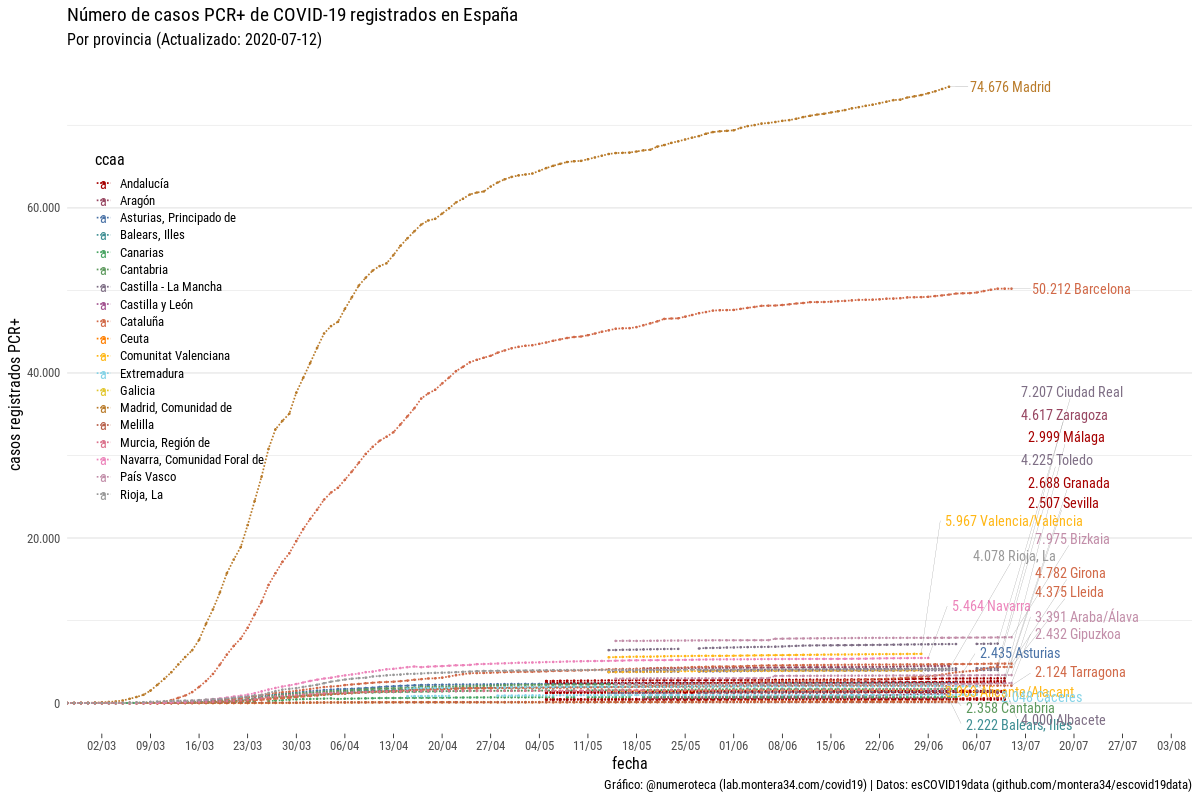 Número de casos PCR+ de COVID-19 registrados en España
Por provincia (Actualizado: 2020-07-12)
casos registrados PCR+
60.000
40.000
20.000
0
ccaa
Andalucía
Aragón
Asturias, Principado de
Balears, Illes
Canarias
Cantabria
Castilla - La Mancha
Castilla y León
Cataluña
Ceuta
Comunitat Valenciana
Extremadura
Galicia
Madrid, Comunidad de
Melilla
Murcia, Región de
Navarra, Comunidad Foral de
País Vasco
Rioja, La
74.676 Madrid
50.212 Barcelona
7.207 Ciudad Real
4.617 Zaragoza
2.999 Málaga
4.225 Toledo
2.688 Granada
2.507 Sevilla
5.967 Valencia/València
7.975 Bizkaia
4.078 Rioja, La
4.782 Girona
4.375 Lleida
5.464 Navarra
3.391 Araba/Álava
2.432 Gipuzkoa
2.435 Asturias
2.124 Tarragona
Alicante/Alacant
Cáceres
2.358 Cantabria
4.000 Albacete
2.222 Balears, Illes
02/03 09/03 16/03 23/03 30/03 06/04 13/04 20/04 27/04 04/05 11/05 18/05 25/05 01/06 08/06 15/06 22/06 29/06 06/07 13/07 20/07 27/07 03/08
fecha
Gráfico: @numeroteca (lab.montera34.com/covid19) | Datos: esCOVID19data (github.com/montera34/escovid19data)